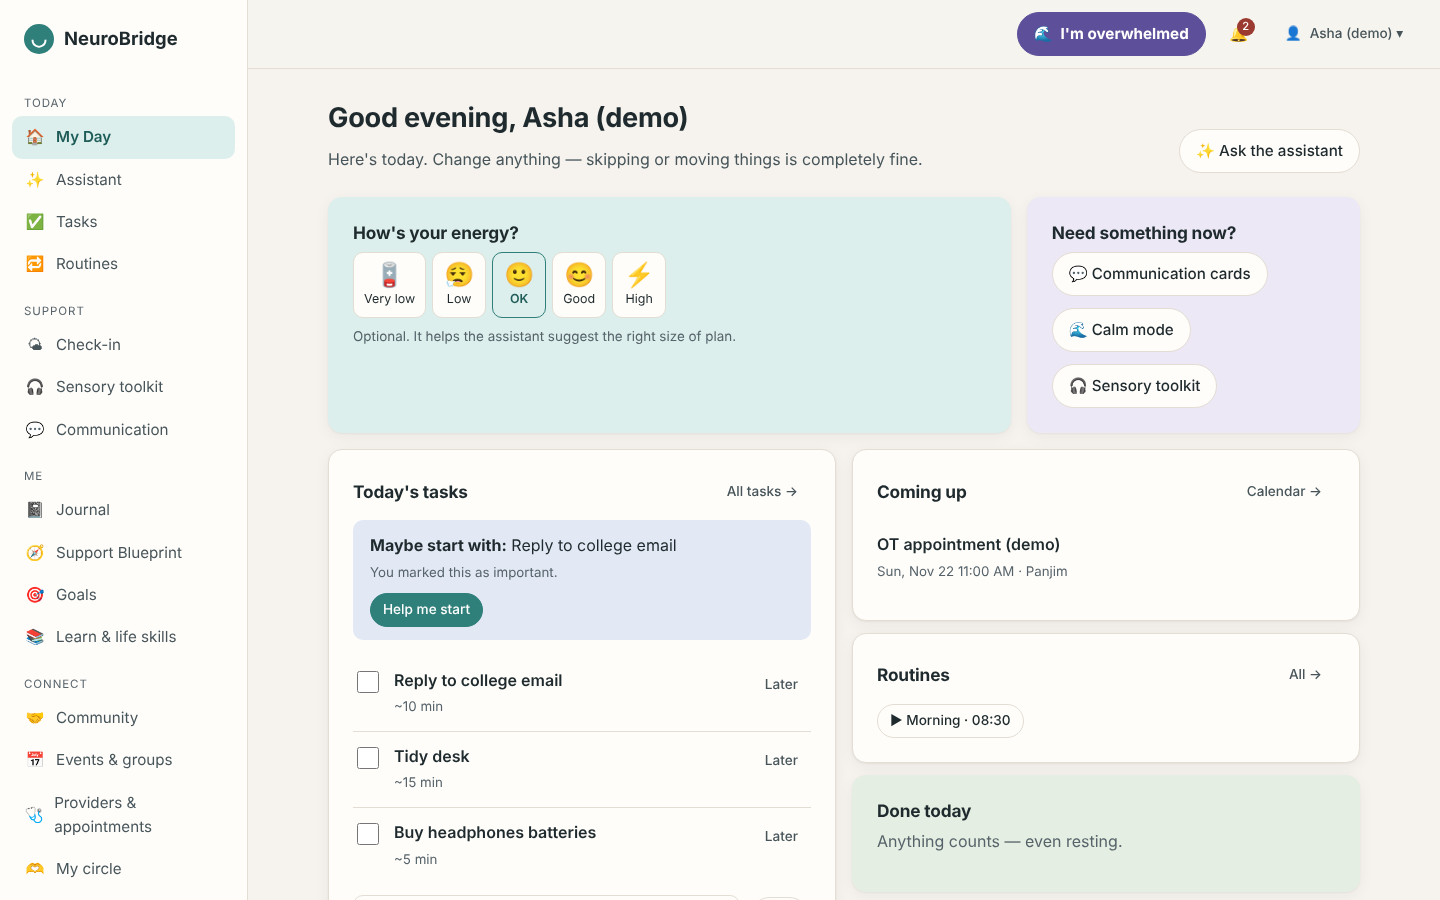 NeuroBridge
TODAY
My Day
Assistant
Tasks
Routines
SUPPORT
Check-in
Sensory toolkit
Communication
ME
Journal
Support Blueprint
Goals
Learn & life skills
CONNECT
Community
Events & groups
Providers &
appointments
My circle
I'm overwhelmed
2
Asha (demo) ▾
Good evening, Asha (demo)
Here's today. Change anything — skipping or moving things is completely fine.
Ask the assistant
How's your energy?
Very low
Low
OK
Good
High
Optional. It helps the assistant suggest the right size of plan.
Need something now?
Communication cards
Calm mode
Sensory toolkit
Today's tasks
All tasks →
Maybe start with: Reply to college email
You marked this as important.
Help me start
Reply to college email
~10 min
Later
Tidy desk
~15 min
Later
Buy headphones batteries
~5 min
Later
Coming up
Calendar →
OT appointment (demo)
Sun, Nov 22 11:00 AM · Panjim
Routines
All →
▶ Morning · 08:30
Done today
Anything counts — even resting.